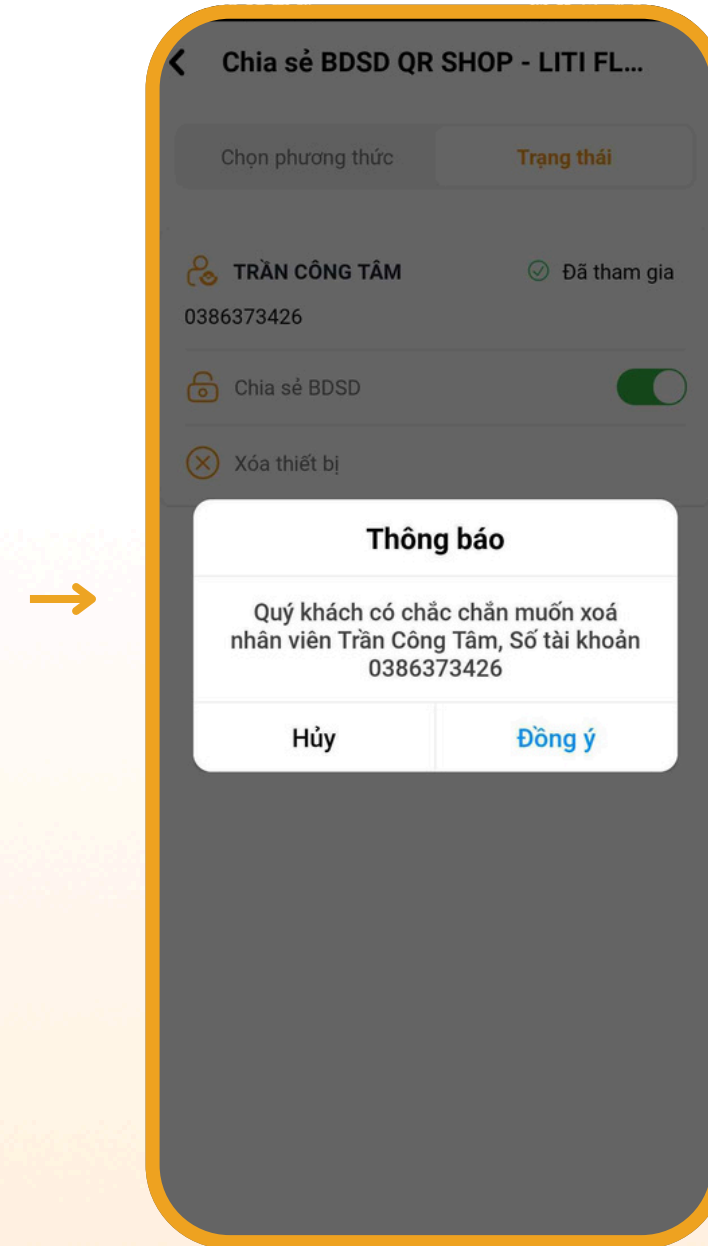 Chia sẻ BDSD QR SHOP - LITI FL...
Chọn phương thức
Trạng thái
TRẦN CÔNG TÂM
Đã tham gia
0386373426
Chia sẻ BDSD
Xóa thiết bị
Thông báo
Quý khách có chắc chắn muốn xoá
nhân viên Trần Công Tâm, Số tài khoản
0386373426
Hủy
Đồng ý